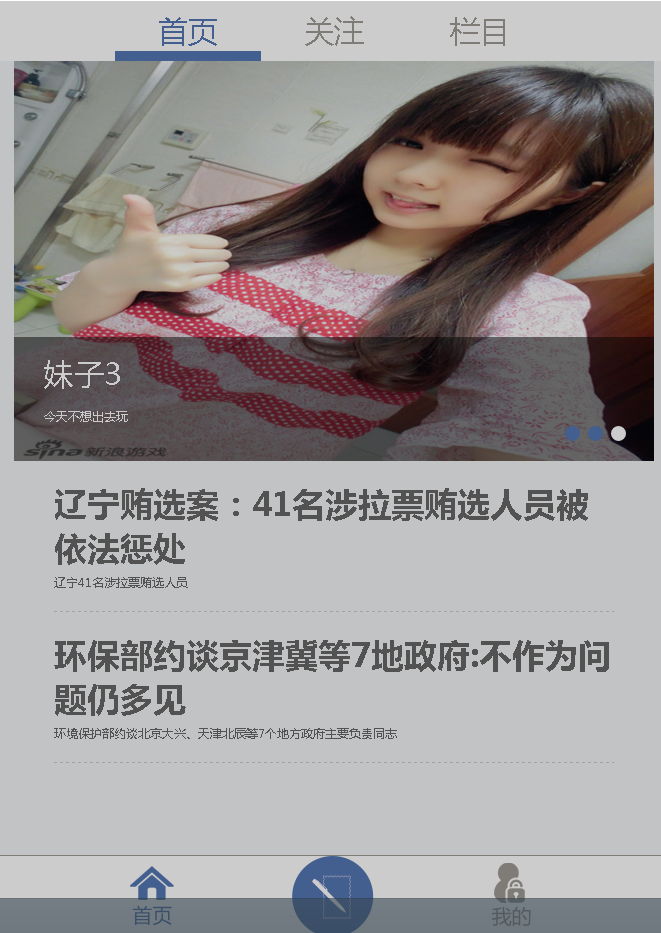 首页 关注 栏目
妹子3
今天不想出去玩
sina新浪游戏
辽宁贿选案：41名涉拉票贿选人员被
依法惩处
辽宁41名涉拉票贿选人员
环保部约谈京津冀等7地政府:不作为问
题仍多见
环境保护部约谈北京大兴、天津北辰等7个地方政府主要负责同志
首页 我的